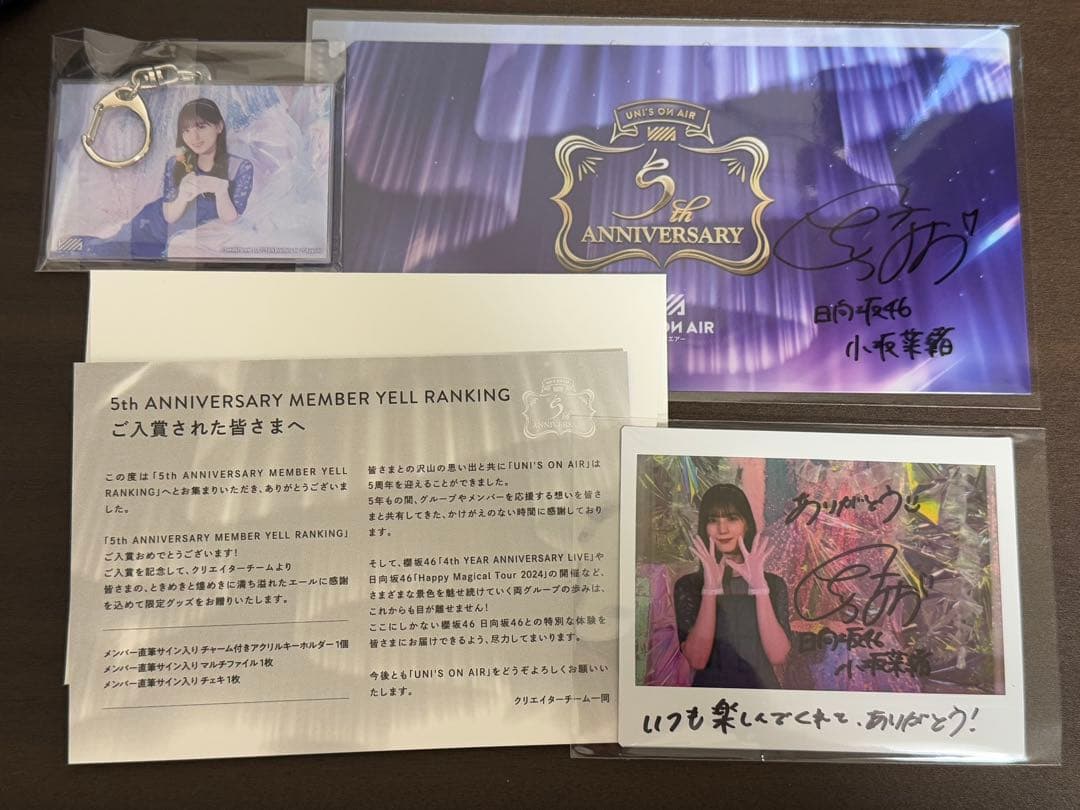 UNI'S ON AIR
5th
ANNIVERSARY
日向坂46
小坂菜緒
ON AIR
エアー
5th ANNIVERSARY MEMBER YELL RANKING
ご入賞された皆さまへ
5
ANNIVERSARY
この度は「5th ANNIVERSARY MEMBER YELL
RANKING」へとお集まりいただき、ありがとうございま
した。
「5th ANNIVERSARY MEMBER YELL RANKING」
ご入賞おめでとうございます!
ご入賞を記念して、クリエイターチームより
皆さまの、ときめきと煌めきに満ち溢れたエールに感謝
を込めて限定グッズをお贈りいたします。
メンバー直筆サイン入り チャーム付きアクリルキーホルダー 1個
メンバー直筆サイン入り マルチファイル 1枚
メンバー直筆サイン入り チェキ 1枚
皆さまとの沢山の思い出と共に「UNI'S ON AIR」は
5周年を迎えることができました。
5年もの間、グループやメンバーを応援する想いを皆さ
まと共有してきた、かけがえのない時間に感謝しており
ます。
そして、櫻坂46「4th YEAR ANNIVERSARY LIVE」や
日向坂46「Happy Magical Tour 2024」の開催など、
さまざまな景色を魅せ続けていく両グループの歩みは、
これからも目が離せません!
ここにしかない櫻坂46 日向坂46との特別な体験を
皆さまにお届けできるよう、尽力してまいります。
今後とも「UNI'S ON AIR」をどうぞよろしくお願いい
たします。
クリエイターチーム一同
ありがとう
日向坂46
小坂菜緒
いつも楽しんでくれて、ありがとう!